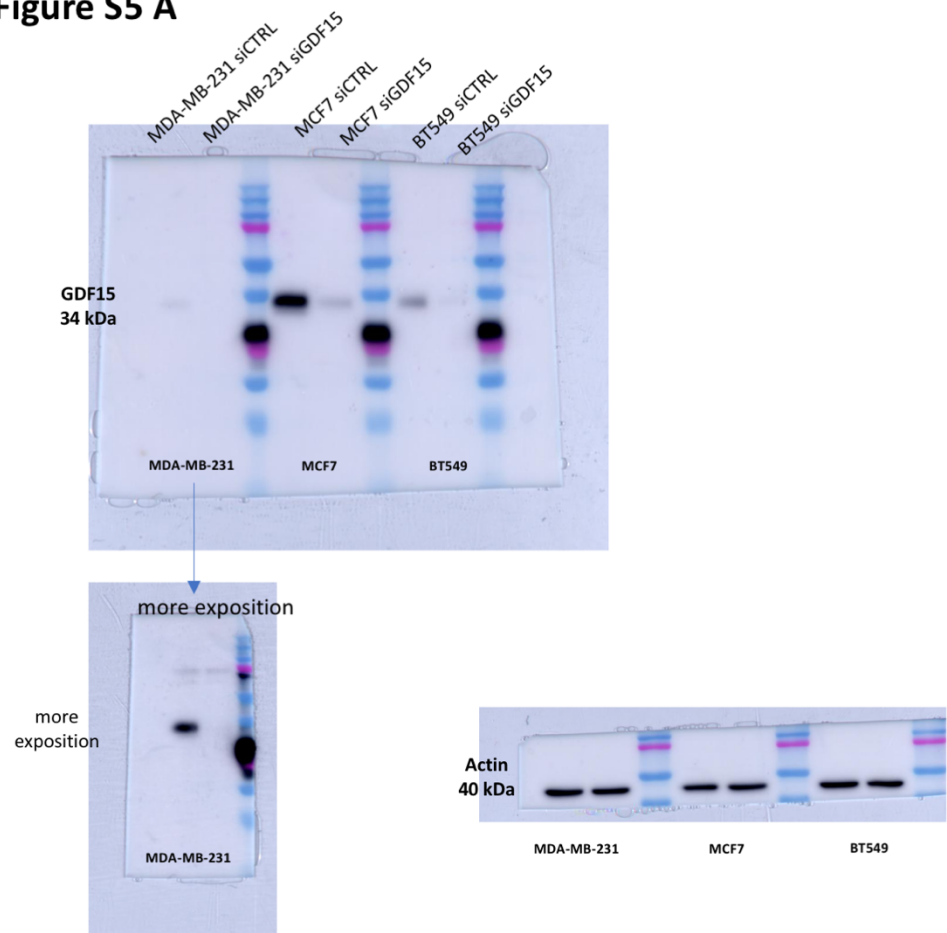 Figure S5 A
MDA-MB-231 siCTRL
MDA-MB-231 siGDF15
MCF7 siCTRL
MCF7 siGDF15
BT549 siCTRL
BT549 siGDF15
GDF15
34 kDa
MDA-MB-231
MCF7
BT549
more exposition
more
exposition
MDA-MB-231
Actin
40 kDa
MDA-MB-231
MCF7
BT549